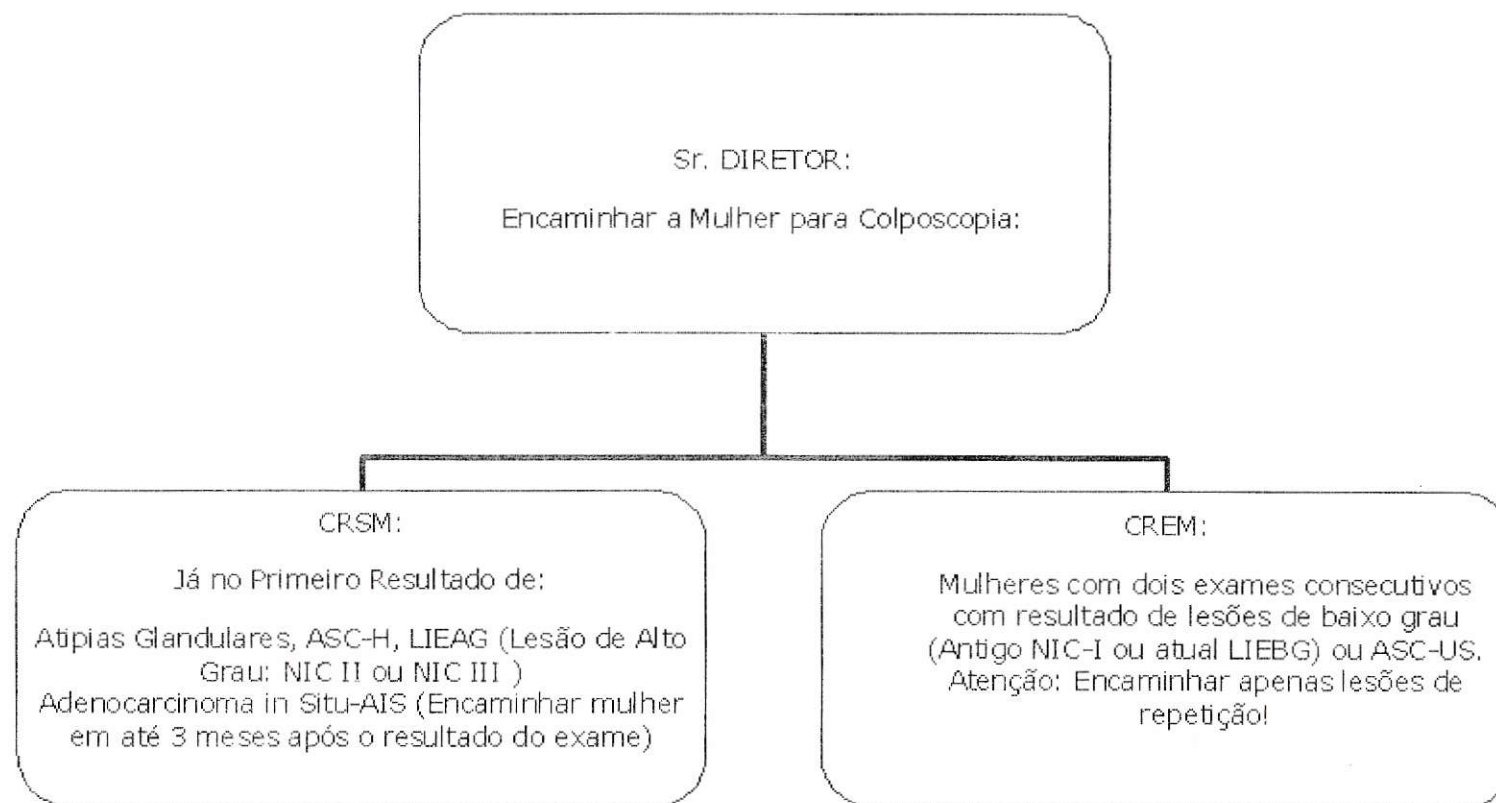 Sr. DIRETOR:
Encaminhar a Mulher para Colposcopia:
CRSM:
Já no Primeiro Resultado de:
Atipias Glandulares, ASC-H, LIEAG (Lesão de Alto
Grau: NIC II ou NIC III )
Adenocarcinoma in Situ-AIS (Encaminhar mulher
em até 3 meses após o resultado do exame)
CREM:
Mulheres com dois exames consecutivos
com resultado de lesões de baixo grau
(Antigo NIC-I ou atual LIEBG) ou ASC-US.
Atenção: Encaminhar apenas lesões de
repetição!